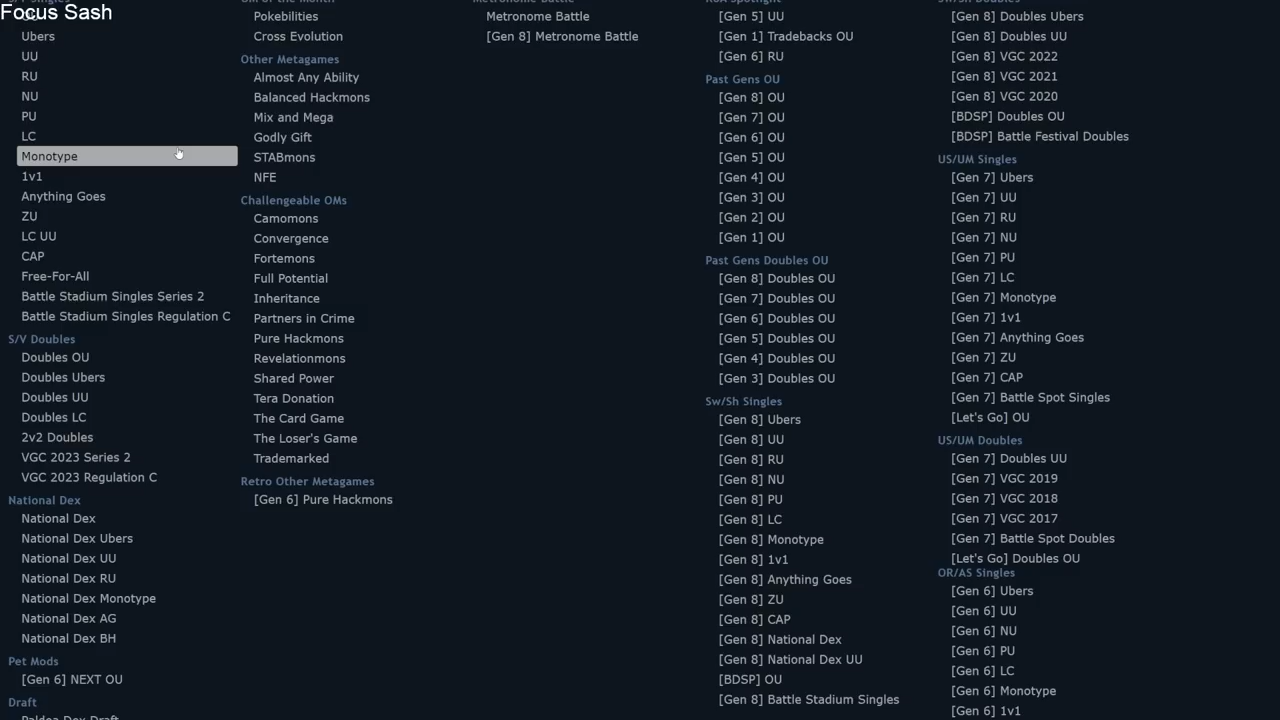 Focus Sash
S/V Singles
Ubers
UU
RU
NU
PU
LC
Monotype
1v1
Anything Goes
ZU
LC UU
CAP
Free-For-All
Battle Stadium Singles Series 2
Battle Stadium Singles Regulation C
S/V Doubles
Doubles OU
Doubles Ubers
Doubles UU
Doubles LC
2v2 Doubles
VGC 2023 Series 2
VGC 2023 Regulation C
National Dex
National Dex
National Dex Ubers
National Dex UU
National Dex RU
National Dex Monotype
National Dex AG
National Dex BH
Pet Mods
[Gen 6] NEXT OU
Draft
Paldea Dex Draft
OM of the Month
Pokebilities
Cross Evolution
Other Metagames
Almost Any Ability
Balanced Hackmons
Mix and Mega
Godly Gift
STABmons
NFE
Challengeable OMs
Camomons
Convergence
Fortemons
Full Potential
Inheritance
Partners in Crime
Pure Hackmons
Revelationmons
Shared Power
Tera Donation
The Card Game
The Loser's Game
Trademarked
Retro Other Metagames
[Gen 6] Pure Hackmons
Metronome Battle
Metronome Battle
[Gen 8] Metronome Battle
RoA Spotlight
[Gen 5] UU
[Gen 1] Tradebacks OU
[Gen 6] RU
Past Gens OU
[Gen 8] OU
[Gen 7] OU
[Gen 6] OU
[Gen 5] OU
[Gen 4] OU
[Gen 3] OU
[Gen 2] OU
[Gen 1] OU
Past Gens Doubles OU
[Gen 8] Doubles OU
[Gen 7] Doubles OU
[Gen 6] Doubles OU
[Gen 5] Doubles OU
[Gen 4] Doubles OU
[Gen 3] Doubles OU
Sw/Sh Singles
[Gen 8] Ubers
[Gen 8] UU
[Gen 8] RU
[Gen 8] NU
[Gen 8] PU
[Gen 8] LC
[Gen 8] Monotype
[Gen 8] 1v1
[Gen 8] Anything Goes
[Gen 8] ZU
[Gen 8] CAP
[Gen 8] National Dex
[Gen 8] National Dex UU
[BDSP] OU
[Gen 8] Battle Stadium Singles
Sw/Sh Doubles
[Gen 8] Doubles Ubers
[Gen 8] Doubles UU
[Gen 8] VGC 2022
[Gen 8] VGC 2021
[Gen 8] VGC 2020
[BDSP] Doubles OU
[BDSP] Battle Festival Doubles
US/UM Singles
[Gen 7] Ubers
[Gen 7] UU
[Gen 7] RU
[Gen 7] NU
[Gen 7] PU
[Gen 7] LC
[Gen 7] Monotype
[Gen 7] 1v1
[Gen 7] Anything Goes
[Gen 7] ZU
[Gen 7] CAP
[Gen 7] Battle Spot Singles
[Let's Go] OU
US/UM Doubles
[Gen 7] Doubles UU
[Gen 7] VGC 2019
[Gen 7] VGC 2018
[Gen 7] VGC 2017
[Gen 7] Battle Spot Doubles
[Let's Go] Doubles OU
OR/AS Singles
[Gen 6] Ubers
[Gen 6] UU
[Gen 6] NU
[Gen 6] PU
[Gen 6] LC
[Gen 6] Monotype
[Gen 6] 1v1